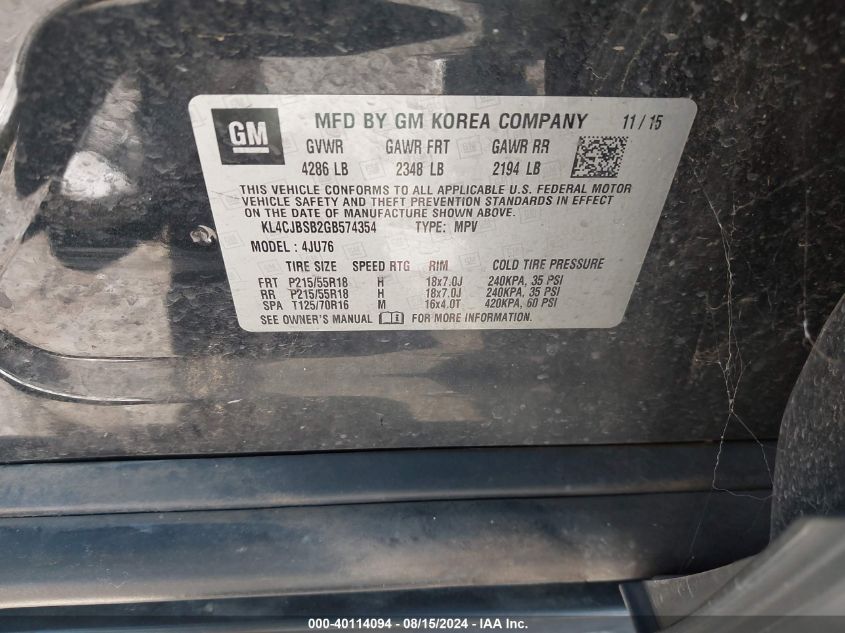 GM
MFD BY GM KOREA COMPANY 11 / 15
GVWR GAWR FRT GAWR RR
4286 LB 2348 LB 2194 LB
THIS VEHICLE CONFORMS TO ALL APPLICABLE U.S. FEDERAL MOTOR
VEHICLE SAFETY AND THEFT PREVENTION STANDARDS IN EFFECT
ON THE DATE OF MANUFACTURE SHOWN ABOVE.
KL4CJBSB2GB574354 TYPE: MPV
MODEL : 4JU76
TIRE SIZE SPEED RTG RIM COLD TIRE PRESSURE
FRT P215/55R18 H 18x7.0J 240KPA, 35 PSI
RR P215/55R18 H 18x7.0J 240KPA, 35 PSI
SPA T125/70R16 M 16x4.0T 420KPA, 60 PSI
SEE OWNER'S MANUAL FOR MORE INFORMATION.
000-40114094 - 08/15/2024 - IAA Inc.